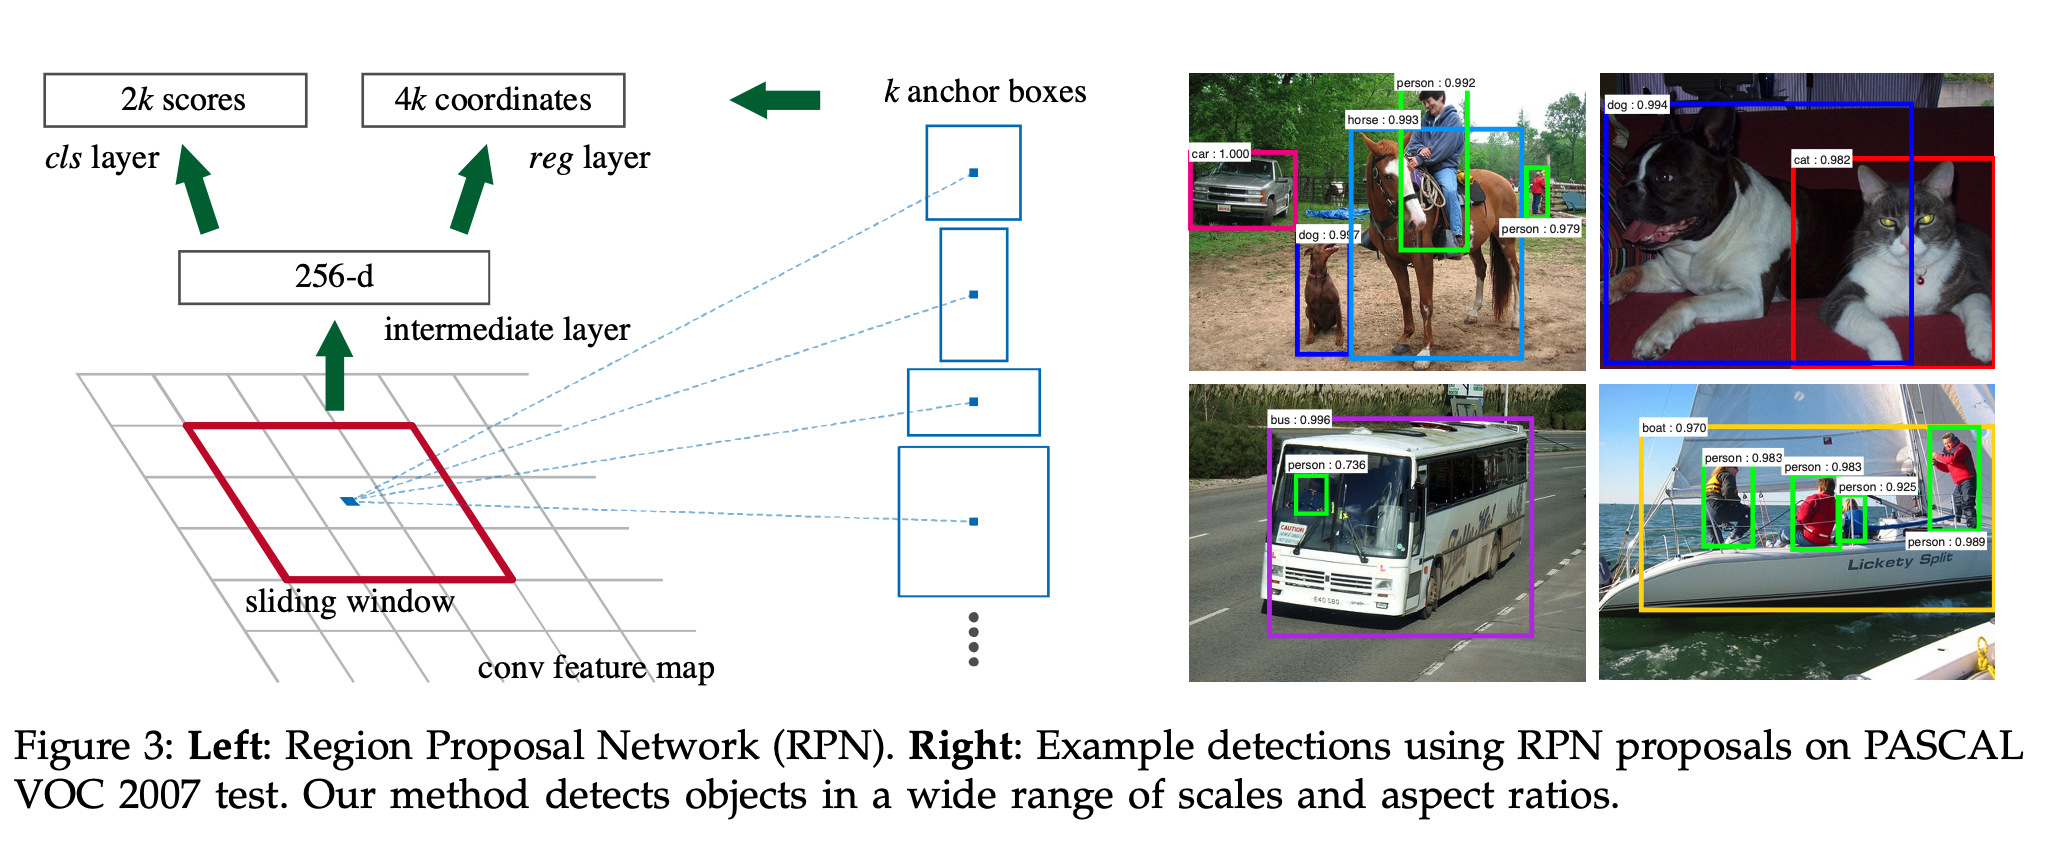 2k scores
4k coordinates
k anchor boxes
cls layer
reg layer
256-d
intermediate layer
sliding window
conv feature map
person : 0.992
horse : 0.993
car : 1.000
dog : 0.997
person : 0.979
dog : 0.994
cat : 0.982
bus : 0.996
person : 0.736
CAUTION
boat : 0.970
person : 0.983
person : 0.983
person : 0.925
person : 0.989
Lickety Split
Figure 3: Left: Region Proposal Network (RPN). Right: Example detections using RPN proposals on PASCAL
VOC 2007 test. Our method detects objects in a wide range of scales and aspect ratios.